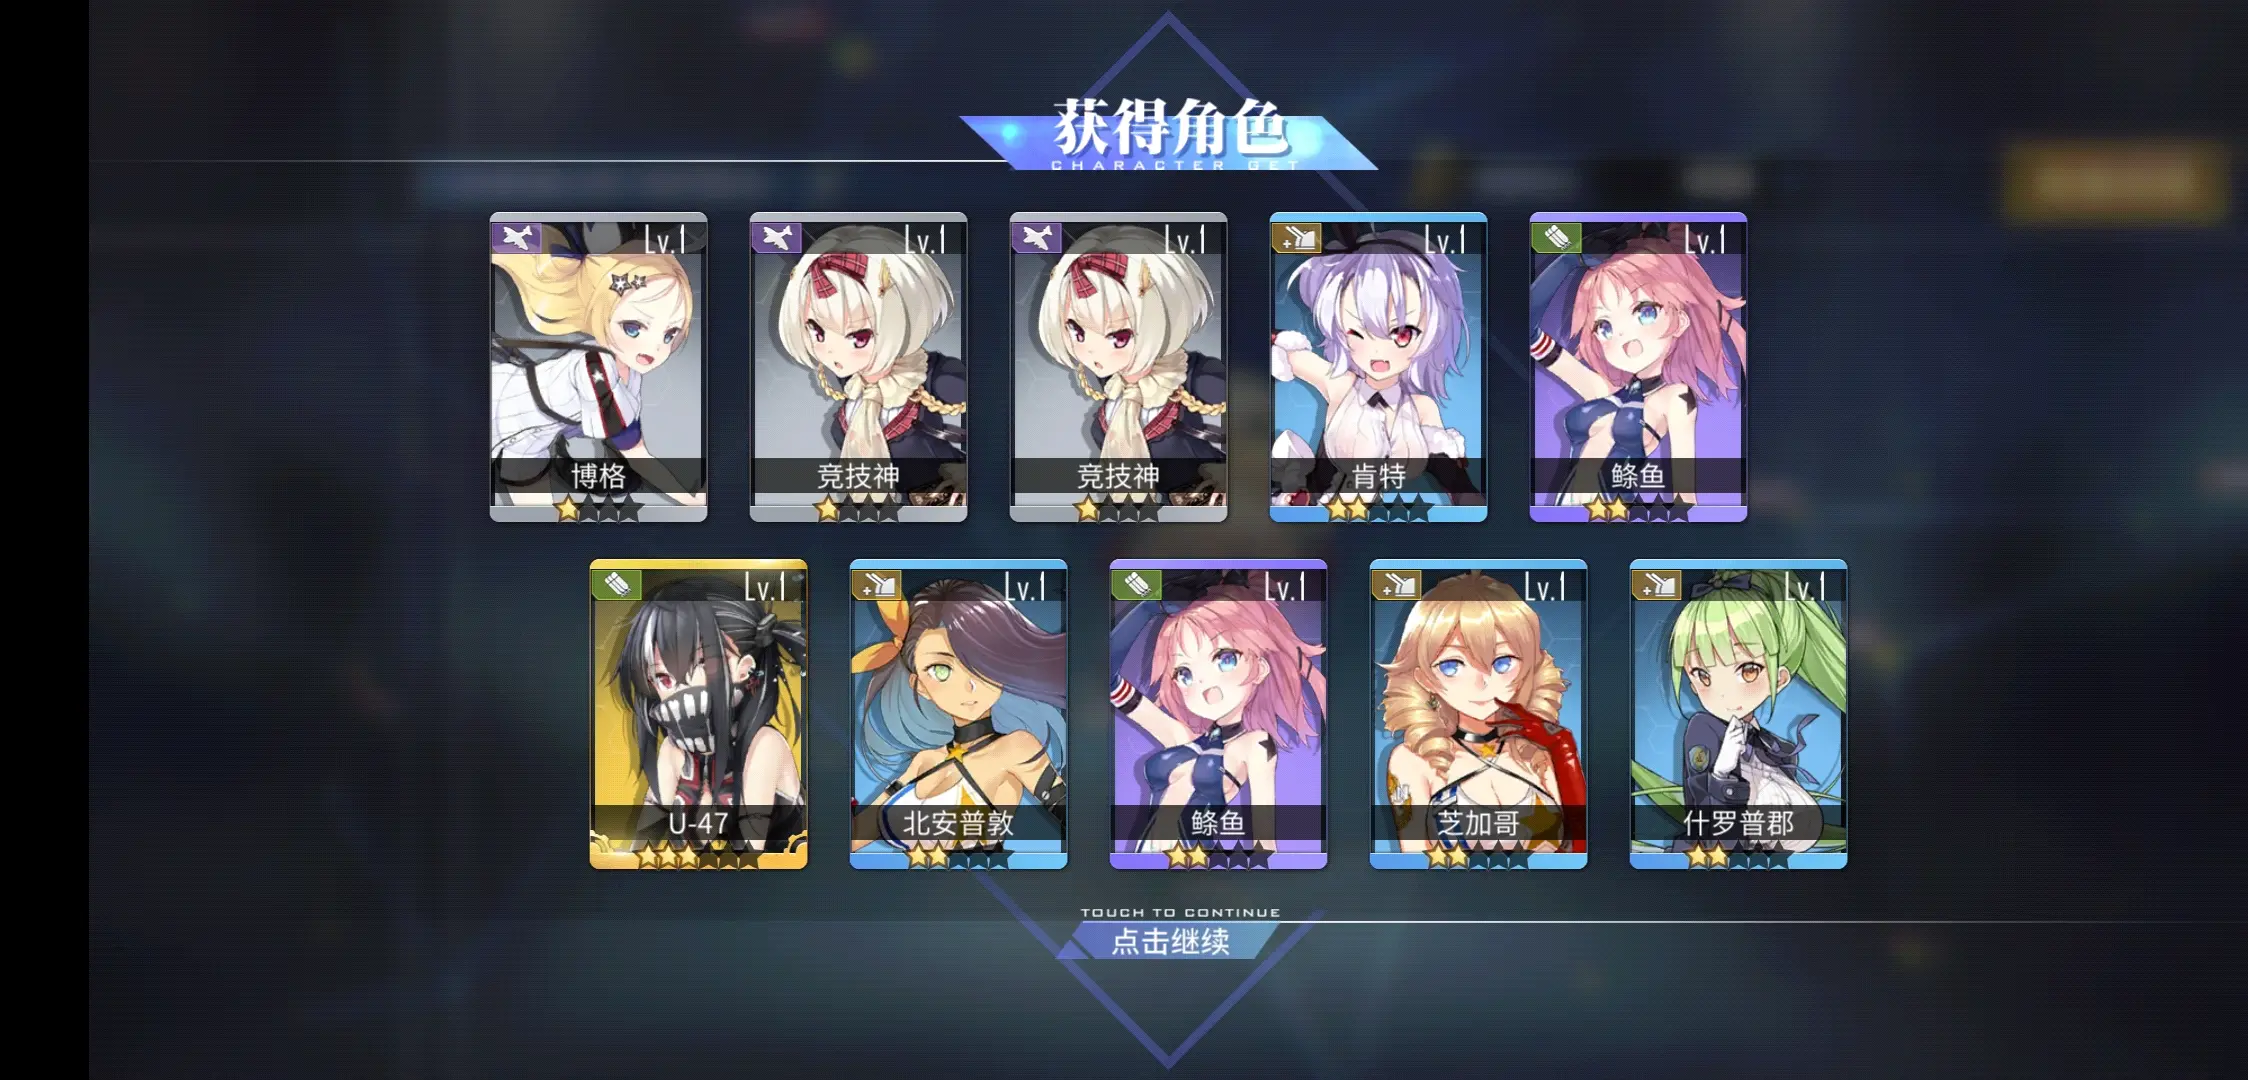 获得角色
CHARACTER GET
Lv.1
Lv.1
Lv.1
Lv.1
Lv.1
博格
竞技神
竞技神
肯特
鲦鱼
Lv.1
Lv.1
Lv.1
Lv.1
Lv.1
U-47
北安普敦
鲦鱼
芝加哥
什罗普郡
TOUCH TO CONTINUE
点击继续